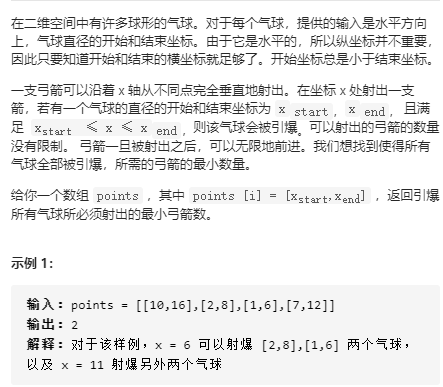 在二维空间中有许多球形的气球。对于每个气球，提供的输入是水平方向
上，气球直径的开始和结束坐标。由于它是水平的，所以纵坐标并不重要，
因此只要知道开始和结束的横坐标就足够了。开始坐标总是小于结束坐标。
一支弓箭可以沿着 x 轴从不同点完全垂直地射出。在坐标 x 处射出一支
箭，若有一个气球的直径的开始和结束坐标为 x start，x end， 且满
足  xstart  ≤ x ≤ x end，则该气球会被引爆。可以射出的弓箭的数量
没有限制。 弓箭一旦被射出之后，可以无限地前进。我们想找到使得所有
气球全部被引爆，所需的弓箭的最小数量。
给你一个数组 points ，其中 points [i] = [xstart,xend] ，返回引爆
所有气球所必须射出的最小弓箭数。
示例 1：
输入：points = [[10,16],[2,8],[1,6],[7,12]]
输出：2
解释：对于该样例，x = 6 可以射爆 [2,8],[1,6] 两个气球，
以及 x = 11 射爆另外两个气球